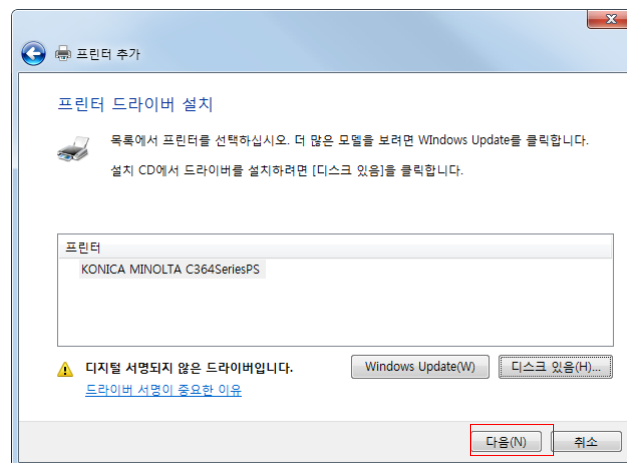 프린터 추가
프린터 드라이버 설치
목록에서 프린터를 선택하십시오. 더 많은 모델을 보려면 Windows Update를 클릭합니다.
설치 CD에서 드라이버를 설치하려면 [디스크 있음]을 클릭합니다.
프린터
KONICA MINOLTA C364SeriesPS
디지털 서명되지 않은 드라이버입니다.
Windows Update(W) 디스크 있음(H)...
드라이버 서명이 중요한 이유
다음(N) 취소